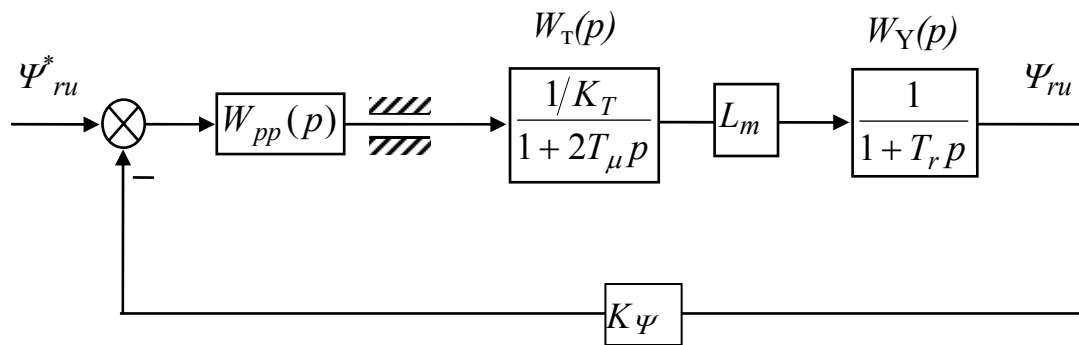 W_т(p)
W_Y(p)
Ψ*_ru
W_pp(p)
1/K_T
1 + 2T_μ p
L_m
1
1 + T_r p
Ψ_ru
−
K_Ψ